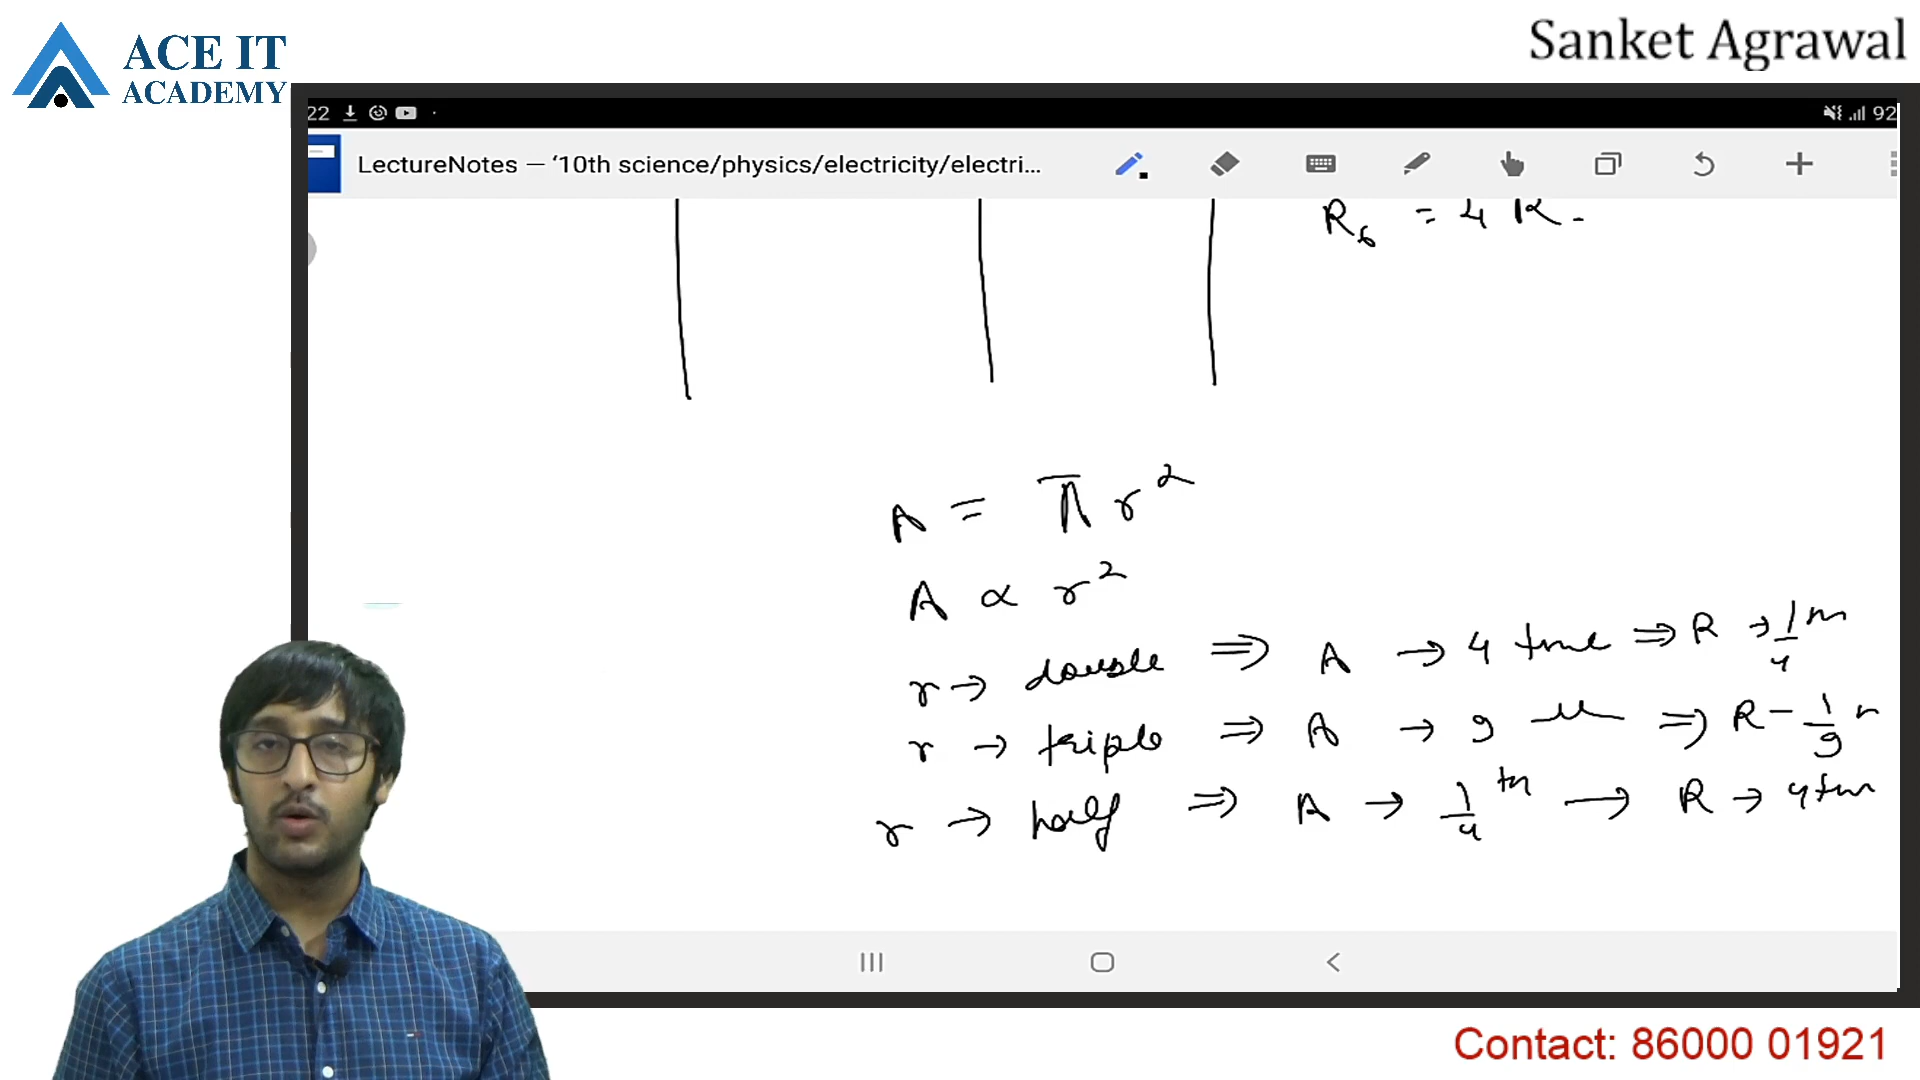 ACE IT
ACADEMY
Sanket Agrawal
22
92
LectureNotes — ‘10th science/physics/electricity/electri...
R₆ = 4 R.
A = π r²
A ∝ r²
r → double ⇒ A → 4 time ⇒ R → 1/4
r → triple ⇒ A → 9 ⇒ R – 1/9
r → half ⇒ A → 1/4 th → R → 4
Contact: 86000 01921